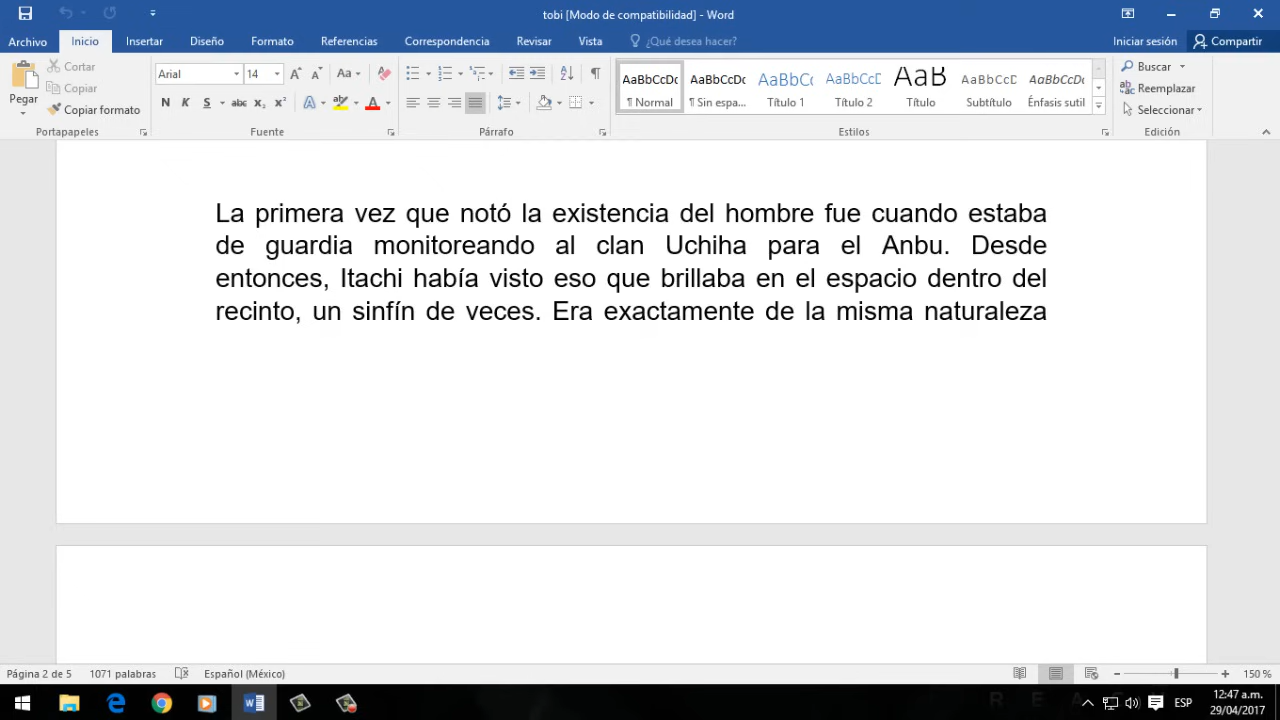 tobi [Modo de compatibilidad] - Word
Archivo Inicio Insertar Diseño Formato Referencias Correspondencia Revisar Vista ¿Qué desea hacer? Iniciar sesión Compartir
Pegar
Cortar
Copiar
Copiar formato
Portapapeles
Arial 14
Aa
N K S abc x₂ x² A A
Fuente
Párrafo
AaBbCcDc AaBbCcDc AaBbCc AaBbCcC AaB AaBbCcD AaBbCcDc
¶ Normal ¶ Sin espa... Título 1 Título 2 Título Subtítulo Énfasis sutil
Estilos
Buscar
Reemplazar
Seleccionar
Edición
La primera vez que notó la existencia del hombre fue cuando estaba
de guardia monitoreando al clan Uchiha para el Anbu. Desde
entonces, Itachi había visto eso que brillaba en el espacio dentro del
recinto, un sinfín de veces. Era exactamente de la misma naturaleza
Página 2 de 5 1071 palabras Español (México) 150 %
ESP
12:47 a.m.
29/04/2017